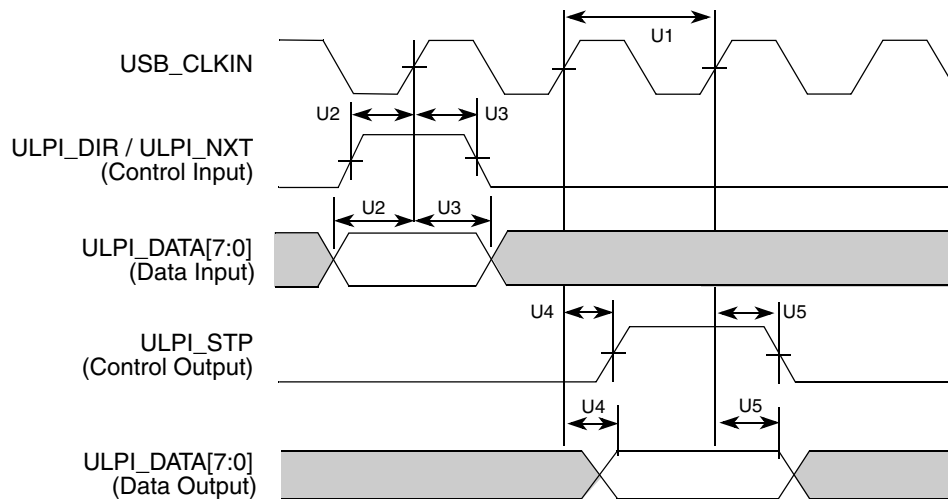 U1
USB_CLKIN
U2
U3
ULPI_DIR / ULPI_NXT
(Control Input)
U2
U3
ULPI_DATA[7:0]
(Data Input)
U4
U5
ULPI_STP
(Control Output)
U4
U5
ULPI_DATA[7:0]
(Data Output)